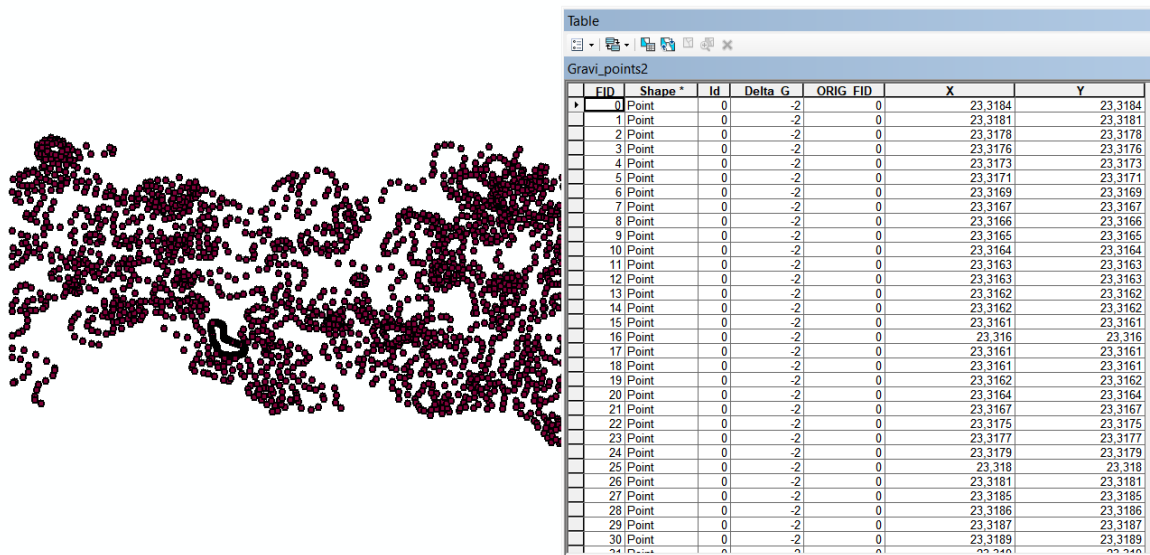 Table
Gravi_points2
FID Shape * Id Delta_G ORIG_FID X Y
0 Point 0 -2 0 23,3184 23,3184
1 Point 0 -2 0 23,3181 23,3181
2 Point 0 -2 0 23,3178 23,3178
3 Point 0 -2 0 23,3176 23,3176
4 Point 0 -2 0 23,3173 23,3173
5 Point 0 -2 0 23,3171 23,3171
6 Point 0 -2 0 23,3169 23,3169
7 Point 0 -2 0 23,3167 23,3167
8 Point 0 -2 0 23,3166 23,3166
9 Point 0 -2 0 23,3165 23,3165
10 Point 0 -2 0 23,3164 23,3164
11 Point 0 -2 0 23,3163 23,3163
12 Point 0 -2 0 23,3163 23,3163
13 Point 0 -2 0 23,3162 23,3162
14 Point 0 -2 0 23,3162 23,3162
15 Point 0 -2 0 23,3161 23,3161
16 Point 0 -2 0 23,316 23,316
17 Point 0 -2 0 23,3161 23,3161
18 Point 0 -2 0 23,3161 23,3161
19 Point 0 -2 0 23,3162 23,3162
20 Point 0 -2 0 23,3164 23,3164
21 Point 0 -2 0 23,3167 23,3167
22 Point 0 -2 0 23,3175 23,3175
23 Point 0 -2 0 23,3177 23,3177
24 Point 0 -2 0 23,3179 23,3179
25 Point 0 -2 0 23,318 23,318
26 Point 0 -2 0 23,3181 23,3181
27 Point 0 -2 0 23,3185 23,3185
28 Point 0 -2 0 23,3186 23,3186
29 Point 0 -2 0 23,3187 23,3187
30 Point 0 -2 0 23,3189 23,3189